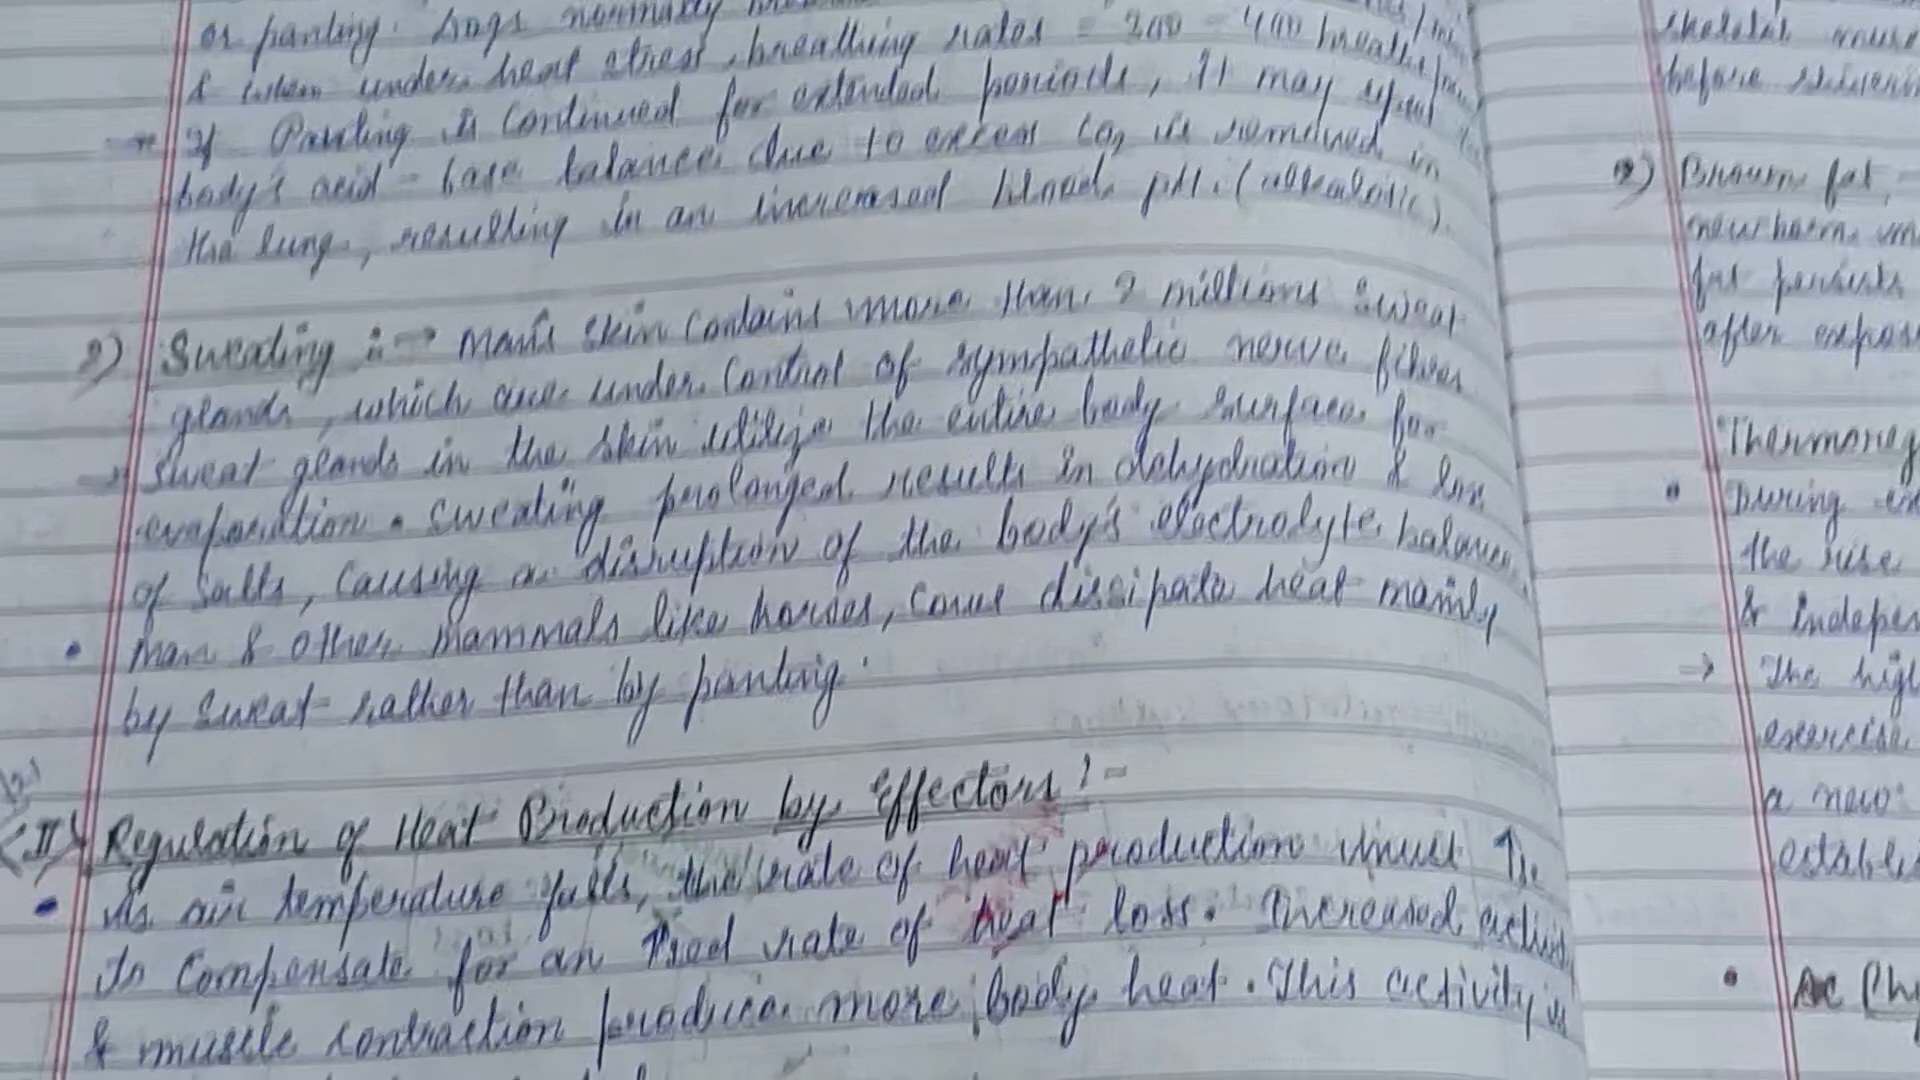 or panting. Dogs normally
& when under heat stress, breathing rates = 200 - 400 breaths/min
→ If Panting is continued for extended periods, it may upset the
body's acid-base balance due to excess CO2 is removed in
the lung, resulting in an increased blood pH. (alkalosis).
2) Sweating :→ Man's skin contains more than 2 millions sweat
glands, which are under control of sympathetic nerve fibres
→ Sweat glands in the skin utilize the entire body surface for
evaporation. Sweating prolonged results in dehydration & loss
of salts, causing a disruption of the body's electrolyte balance.
• Man & other mammals like horses, cows dissipate heat mainly
by sweat rather than by panting.
(II) Regulation of Heat Production by Effectors :-
• As air temperature falls, the rate of heat production must ↑se
to compensate for an ↑sed rate of heat loss. Increased activity
& muscle contraction produce more body heat. This activity is
skeletal
before
2) Brown fat
newborn
fat persists
after
Thermoreg
• During
the rise
&
→ The high
exercise
a new
•